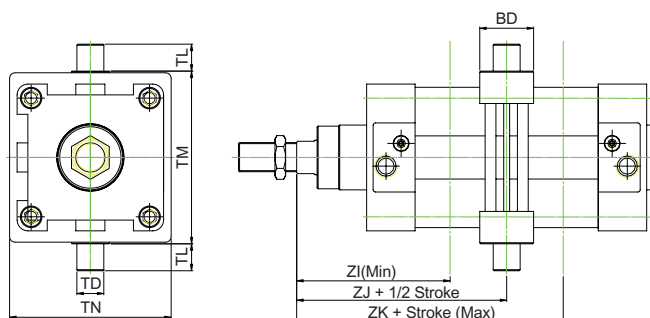 TL
TM
TL
TD
TN
BD
ZI(Min)
ZJ + 1/2 Stroke
ZK + Stroke (Max)